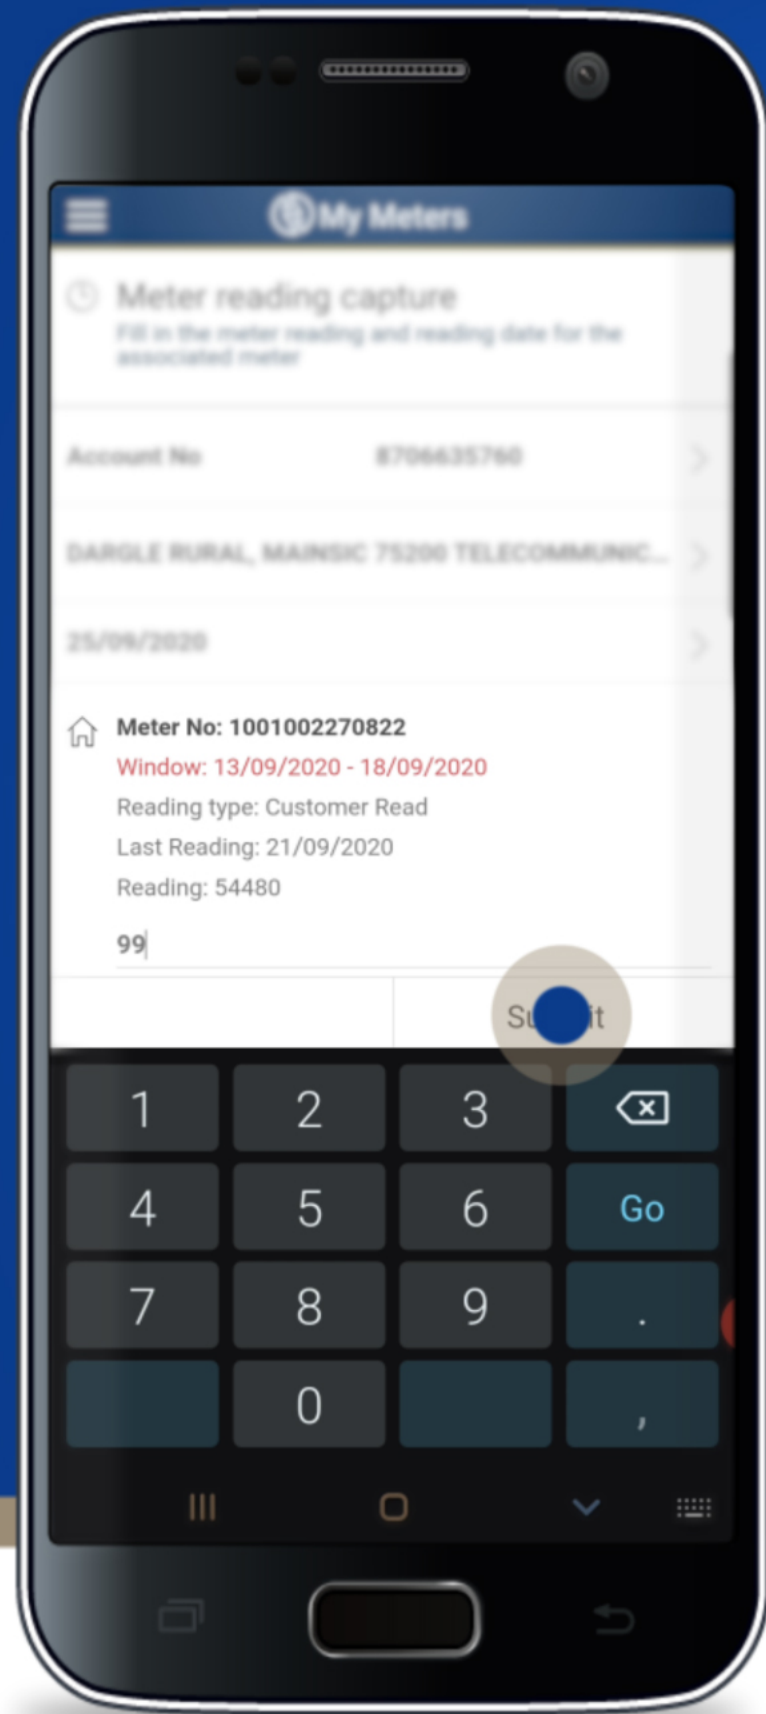 My Meters
Meter reading capture
Fill in the meter reading and reading date for the
associated meter
Account No 8706635760
DARGLE RURAL, MAINSIC 75200 TELECOMMUNIC...
25/09/2020
Meter No: 1001002270822
Window: 13/09/2020 - 18/09/2020
Reading type: Customer Read
Last Reading: 21/09/2020
Reading: 54480
99
1 2 3
4 5 6 Go
7 8 9 .
0 ,